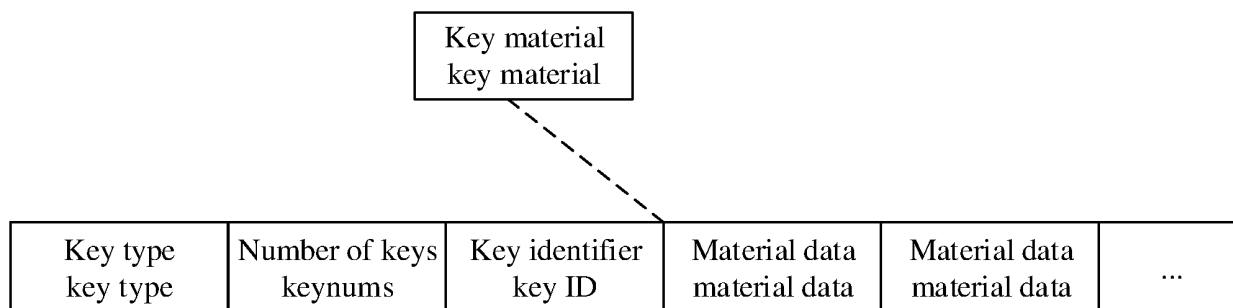 Key material
key material
Key type
key type
Number of keys
keynums
Key identifier
key ID
Material data
material data
Material data
material data
...